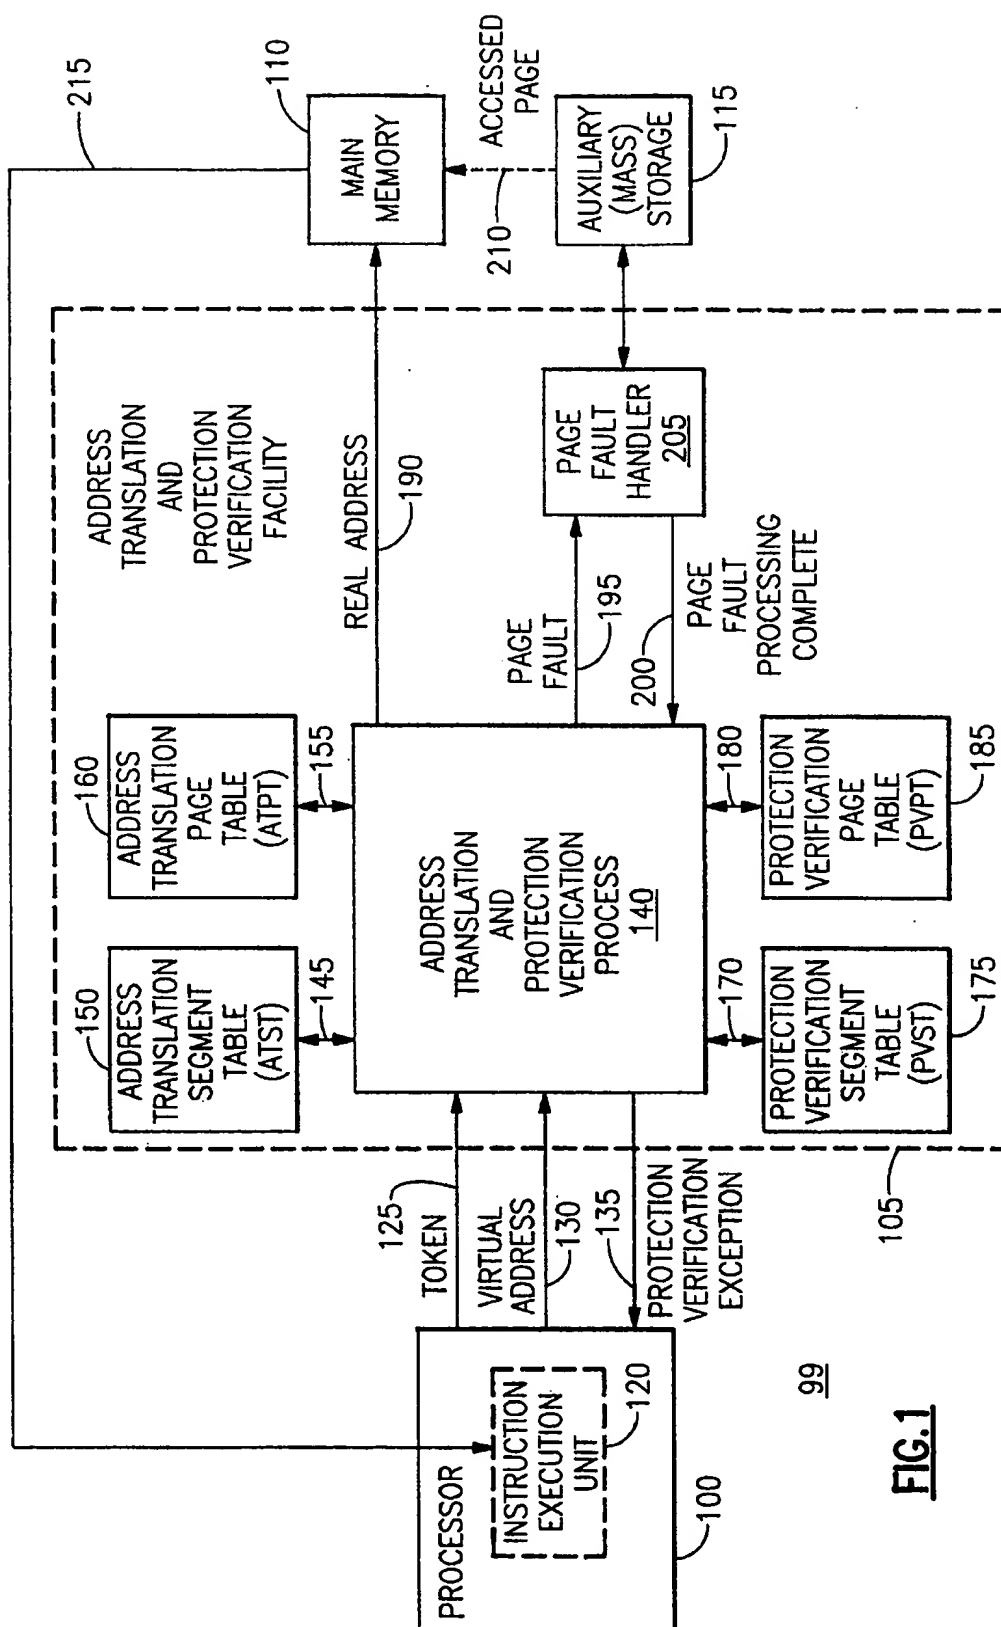 215
110
MAIN
MEMORY
ACCESSED
PAGE
210
AUXILIARY
(MASS)
STORAGE
115
ADDRESS
TRANSLATION
AND
PROTECTION
VERIFICATION
FACILITY
REAL ADDRESS
190
PAGE
FAULT
HANDLER
205
PAGE
FAULT
195
200
PAGE
FAULT
PROCESSING
COMPLETE
160
ADDRESS
TRANSLATION
PAGE
TABLE
(ATPT)
155
150
ADDRESS
TRANSLATION
SEGMENT
TABLE
(ATST)
145
ADDRESS
TRANSLATION
AND
PROTECTION
VERIFICATION
PROCESS
140
180
PROTECTION
VERIFICATION
PAGE
TABLE
(PVPT)
185
170
PROTECTION
VERIFICATION
SEGMENT
TABLE
(PVST)
175
105
125
TOKEN
VIRTUAL
ADDRESS
130
135
PROTECTION
VERIFICATION
EXCEPTION
PROCESSOR
INSTRUCTION
EXECUTION
UNIT
120
100
99
FIG.1